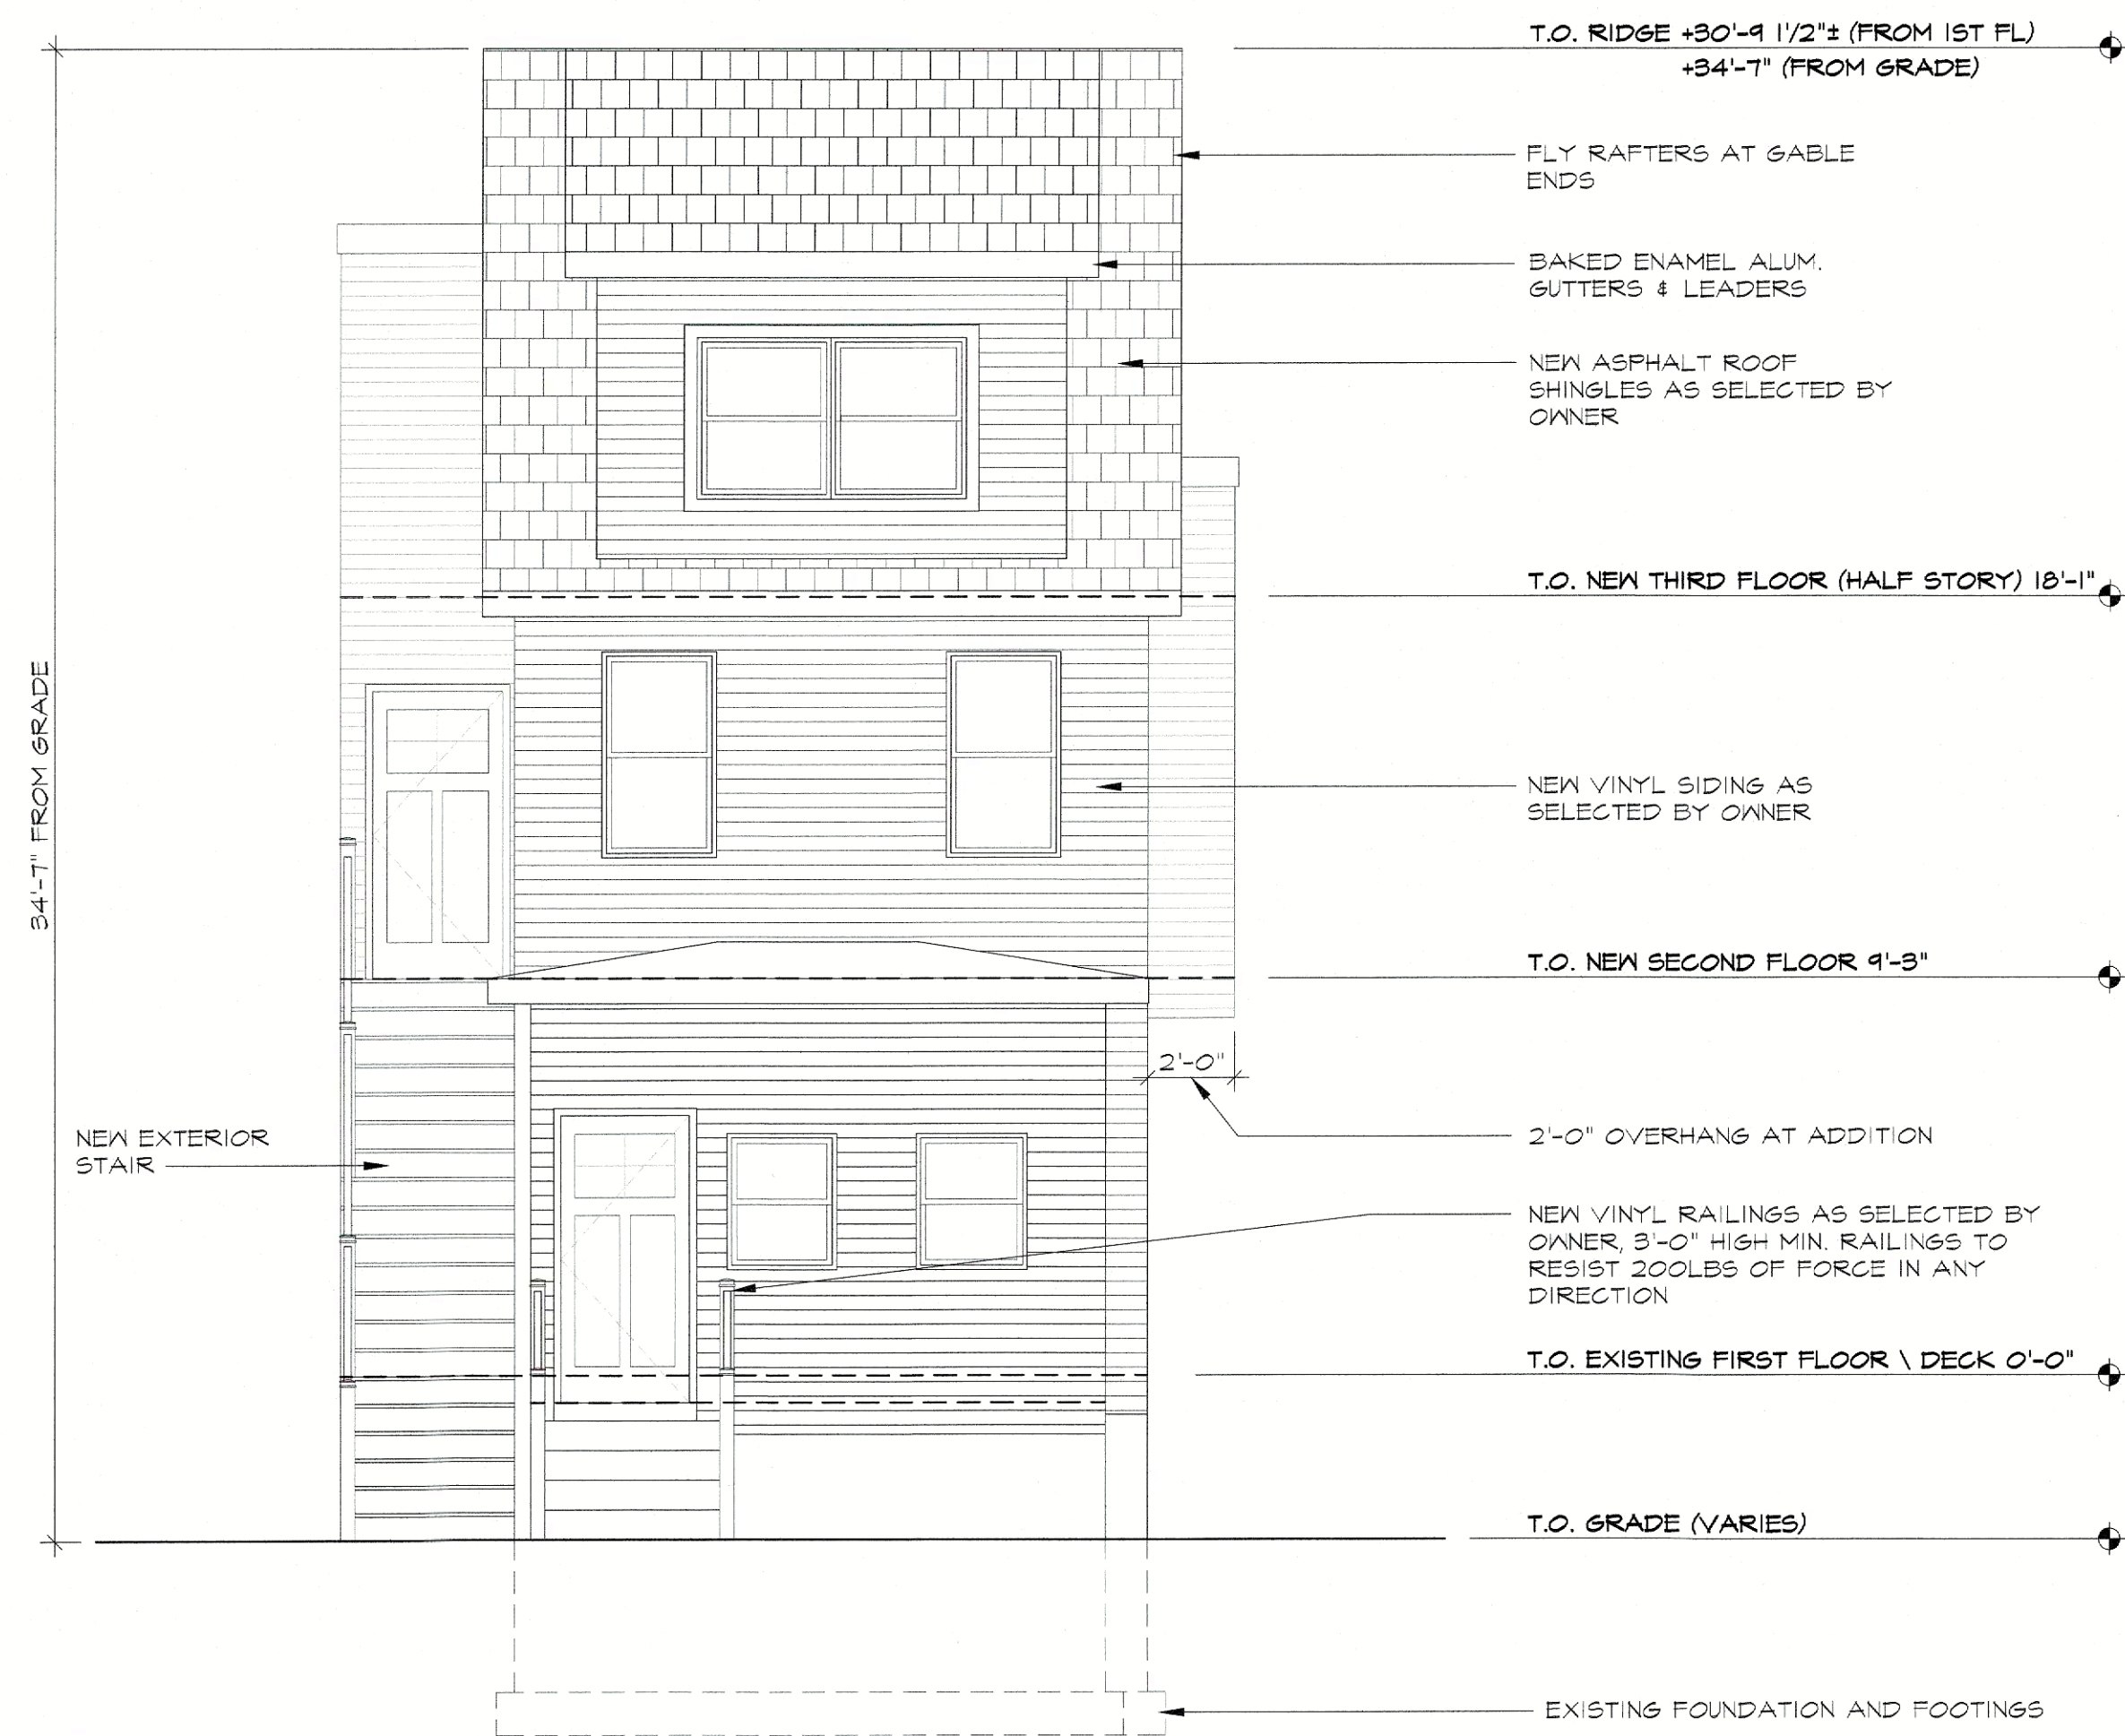 T.O. RIDGE +30'-9 1/2"± (FROM 1ST FL)
+34'-7" (FROM GRADE)
FLY RAFTERS AT GABLE
ENDS
BAKED ENAMEL ALUM.
GUTTERS & LEADERS
NEW ASPHALT ROOF
SHINGLES AS SELECTED BY
OWNER
T.O. NEW THIRD FLOOR (HALF STORY) 18'-1"
34'-7" FROM GRADE
NEW VINYL SIDING AS
SELECTED BY OWNER
T.O. NEW SECOND FLOOR 9'-3"
2'-0"
2'-0" OVERHANG AT ADDITION
NEW EXTERIOR
STAIR
NEW VINYL RAILINGS AS SELECTED BY
OWNER, 3'-0" HIGH MIN. RAILINGS TO
RESIST 200LBS OF FORCE IN ANY
DIRECTION
T.O. EXISTING FIRST FLOOR \ DECK 0'-0"
T.O. GRADE (VARIES)
EXISTING FOUNDATION AND FOOTINGS